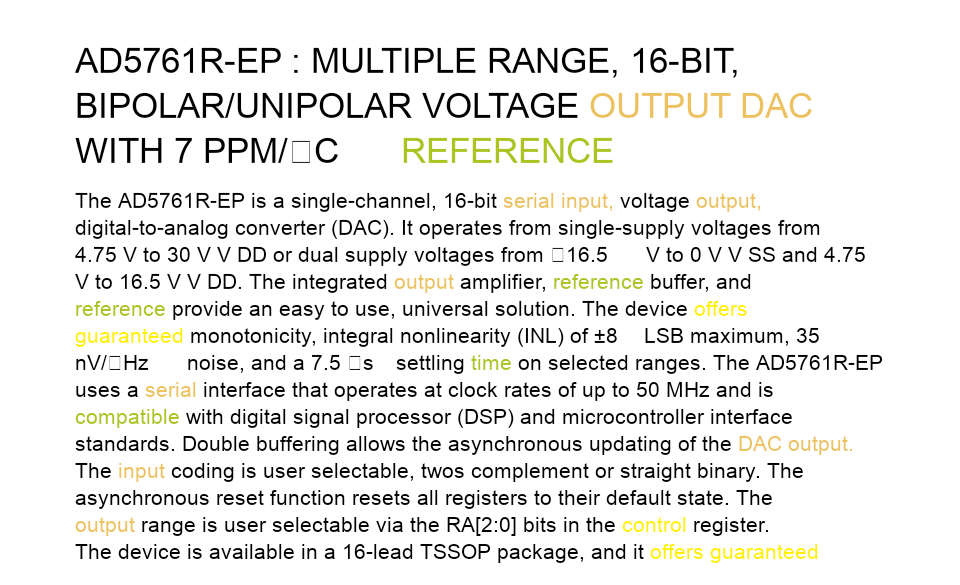 AD5761R-EP : MULTIPLE RANGE, 16-BIT,
BIPOLAR/UNIPOLAR VOLTAGE OUTPUT DAC
WITH 7 PPM/□C REFERENCE
The AD5761R-EP is a single-channel, 16-bit serial input, voltage output,
digital-to-analog converter (DAC). It operates from single-supply voltages from
4.75 V to 30 V V DD or dual supply voltages from □16.5 V to 0 V V SS and 4.75
V to 16.5 V V DD. The integrated output amplifier, reference buffer, and
reference provide an easy to use, universal solution. The device offers
guaranteed monotonicity, integral nonlinearity (INL) of ±8 LSB maximum, 35
nV/□Hz noise, and a 7.5 □s settling time on selected ranges. The AD5761R-EP
uses a serial interface that operates at clock rates of up to 50 MHz and is
compatible with digital signal processor (DSP) and microcontroller interface
standards. Double buffering allows the asynchronous updating of the DAC output.
The input coding is user selectable, twos complement or straight binary. The
asynchronous reset function resets all registers to their default state. The
output range is user selectable via the RA[2:0] bits in the control register.
The device is available in a 16-lead TSSOP package, and it offers guaranteed